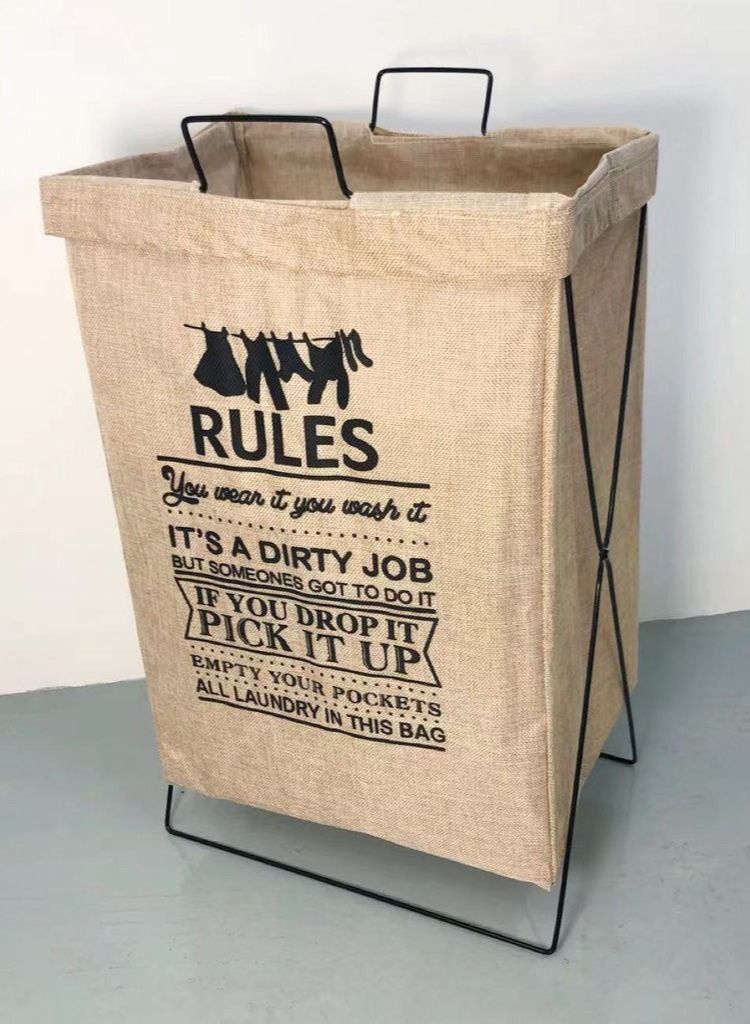 RULES
You wear it you wash it
IT'S A DIRTY JOB
BUT SOMEONES GOT TO DO IT
IF YOU DROP IT
PICK IT UP
EMPTY YOUR POCKETS
ALL LAUNDRY IN THIS BAG